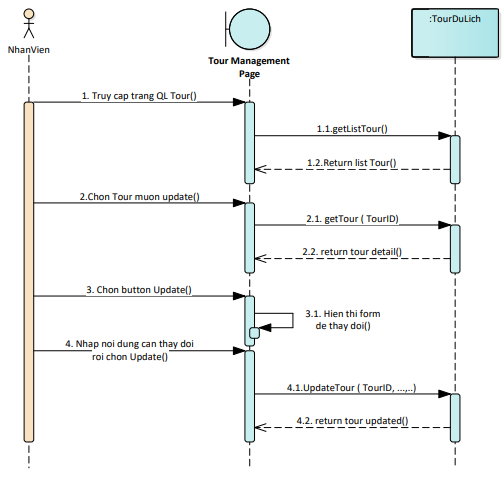 :TourDuLich
NhanVien
Tour Management
Page
1. Truy cap trang QL Tour()
1.1.getListTour()
1.2.Return list Tour()
2.Chon Tour muon update()
2.1. getTour ( TourID)
2.2. return tour detail()
3. Chon button Update()
3.1. Hien thi form
de thay doi()
4. Nhap noi dung can thay doi
roi chon Update()
4.1.UpdateTour ( TourID, ...,..)
4.2. return tour updated()